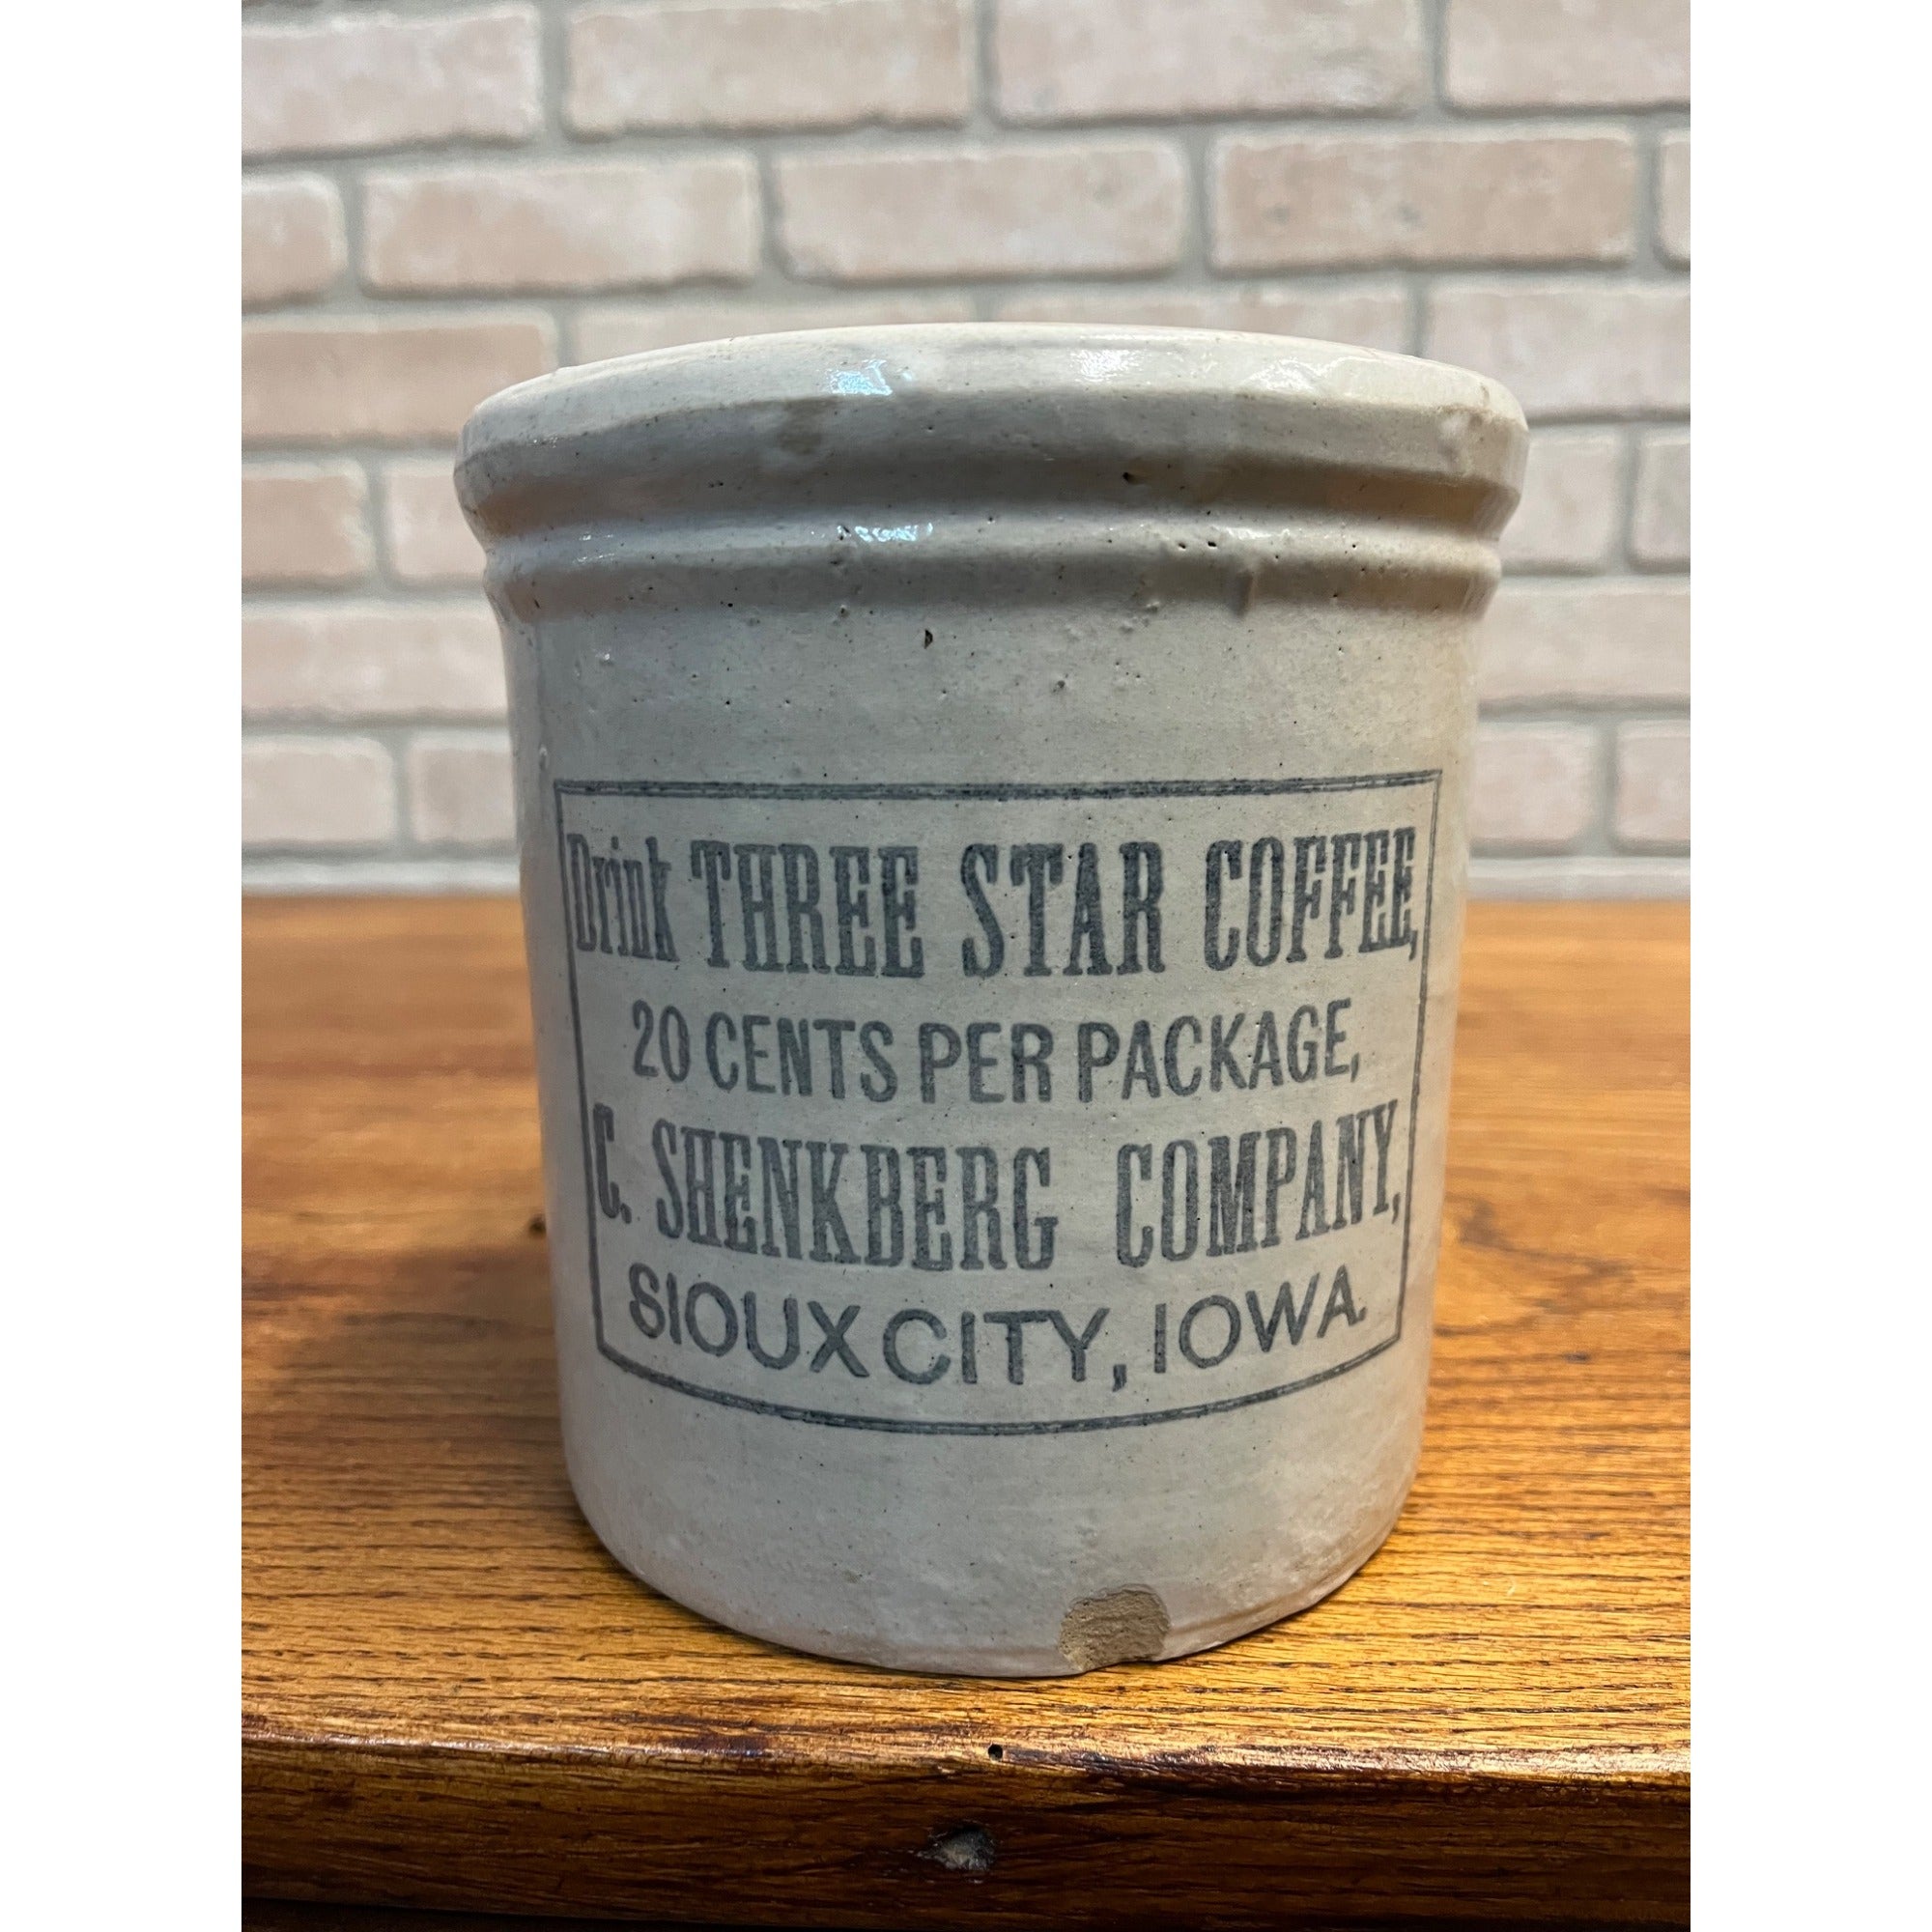 Drink THREE STAR COFFEE,
20 CENTS PER PACKAGE,
C. SHENKBERG COMPANY,
SIOUX CITY, IOWA.